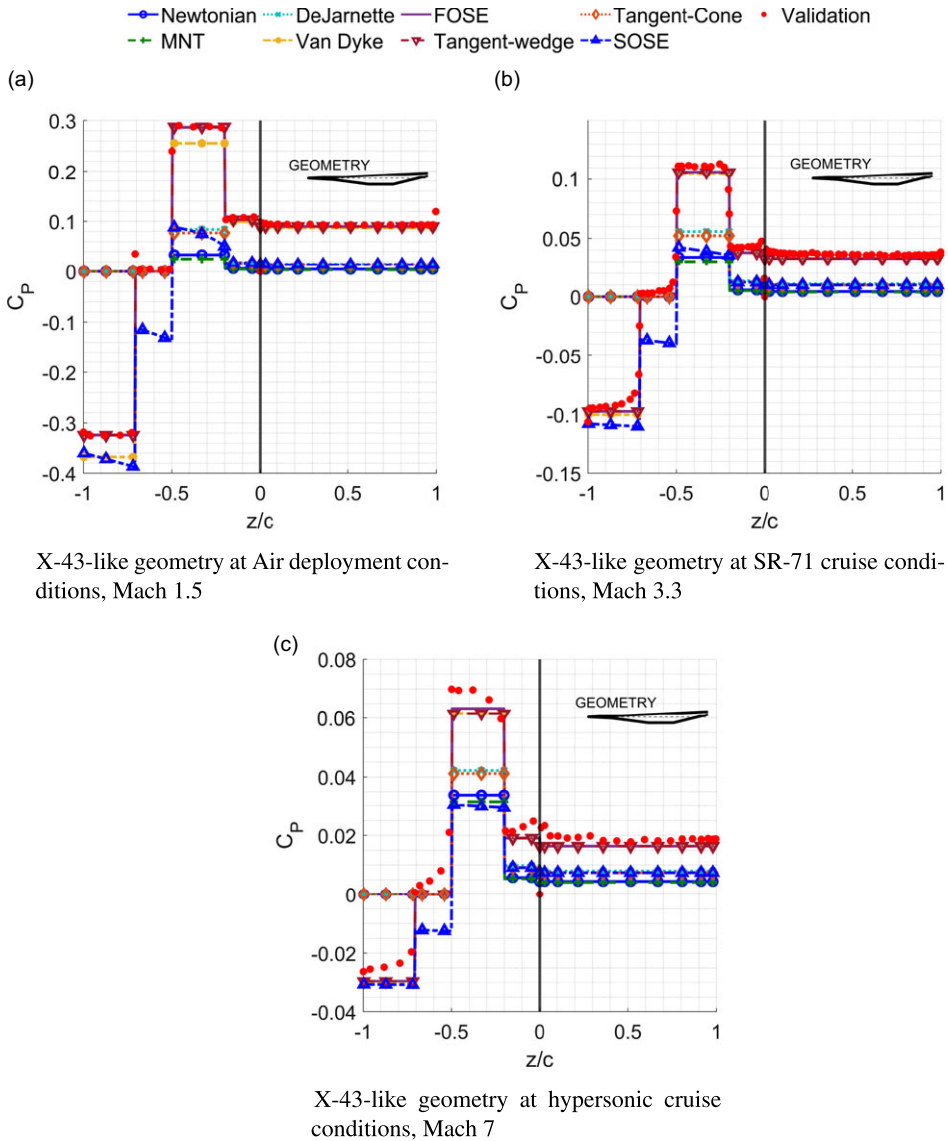 Newtonian DeJarnette FOSE Tangent-Cone Validation
MNT Van Dyke Tangent-wedge SOSE
(a)
0.3
0.2
0.1
0
-0.1
-0.2
-0.3
-0.4
C_P
GEOMETRY
-1 -0.5 0 0.5 1
z/c
X-43-like geometry at Air deployment con-
ditions, Mach 1.5
(b)
0.1
0.05
0
-0.05
-0.1
-0.15
C_P
GEOMETRY
-1 -0.5 0 0.5 1
z/c
X-43-like geometry at SR-71 cruise condi-
tions, Mach 3.3
(c)
0.08
0.06
0.04
0.02
0
-0.02
-0.04
C_P
GEOMETRY
-1 -0.5 0 0.5 1
z/c
X-43-like geometry at hypersonic cruise
conditions, Mach 7